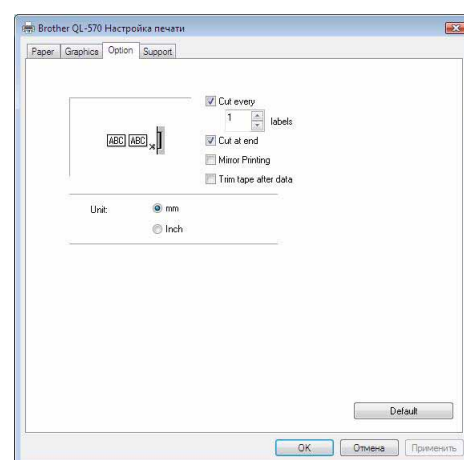 Brother QL-570 Настройка печати
Paper Graphics Option Support
Cut every
1 labels
ABC ABC
Cut at end
Mirror Printing
Trim tape after data
Unit: mm
Inch
Default
OK Отмена Применить